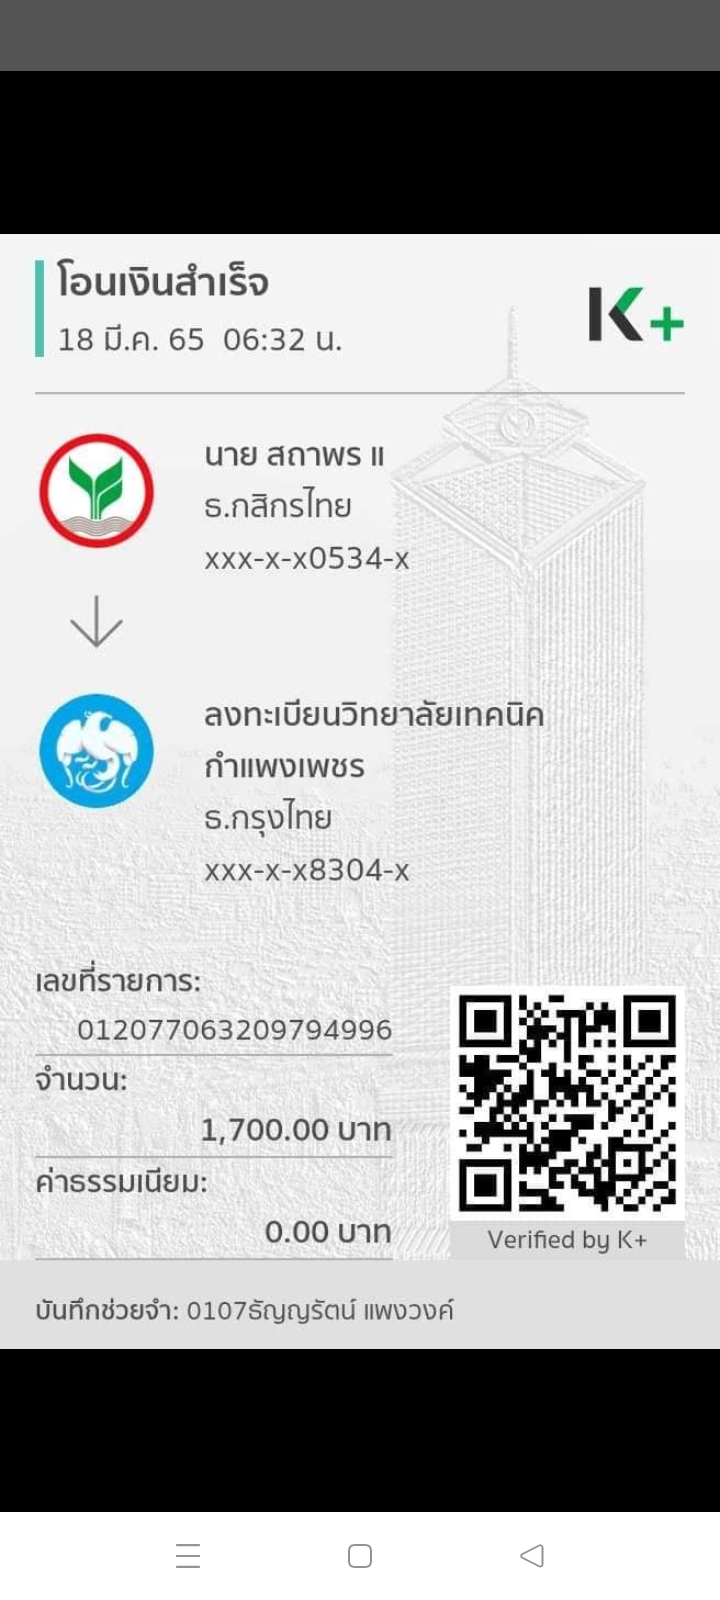 โอนเงินสำเร็จ
18 มี.ค. 65 06:32 น.
K+
นาย สถาพร แ
ธ.กสิกรไทย
xxx-x-x0534-x
ลงทะเบียนวิทยาลัยเทคนิค
กำแพงเพชร
ธ.กรุงไทย
xxx-x-x8304-x
เลขที่รายการ:
012077063209794996
จำนวน:
1,700.00 บาท
ค่าธรรมเนียม:
0.00 บาท
Verified by K+
บันทึกช่วยจำ: 0107ธัญญรัตน์ แพงวงค์